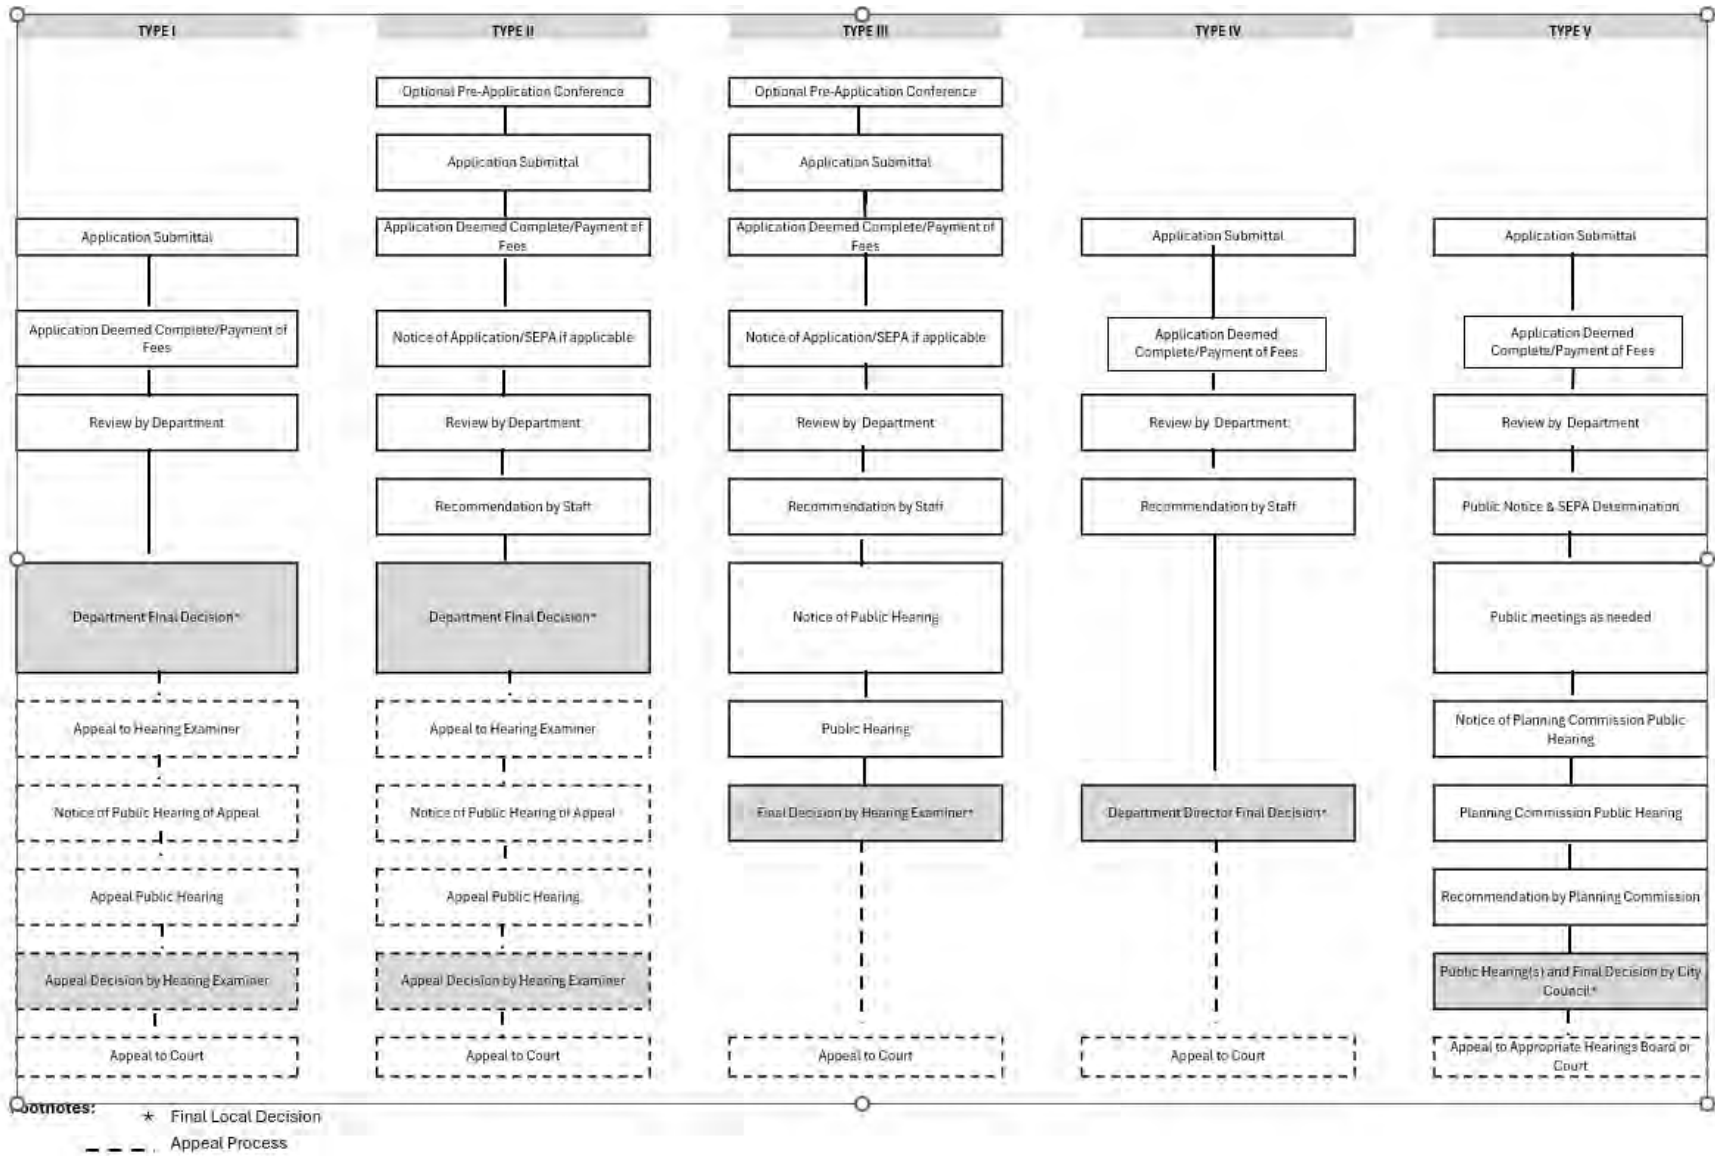 TYPE I
TYPE II
TYPE III
TYPE IV
TYPE V
Optional Pre-Application Conference
Optional Pre-Application Conference
Application Submittal
Application Submittal
Application Submittal
Application Deemed Complete/Payment of
Fees
Application Deemed Complete/Payment of
Fees
Application Submittal
Application Submittal
Application Deemed Complete/Payment of
Fees
Notice of Application/SEPA if applicable
Notice of Application/SEPA if applicable
Application Deemed
Complete/Payment of Fees
Application Deemed
Complete/Payment of Fees
Review by Department
Review by Department
Review by Department
Review by Department
Review by Department
Recommendation by Staff
Recommendation by Staff
Recommendation by Staff
Public Notice & SEPA Determination
Department Final Decision*
Department Final Decision*
Notice of Public Hearing
Public meetings as needed
Appeal to Hearing Examiner
Appeal to Hearing Examiner
Public Hearing
Notice of Planning Commission Public
Hearing
Notice of Public Hearing of Appeal
Notice of Public Hearing of Appeal
Final Decision by Hearing Examiner*
Department Director Final Decision*
Planning Commission Public Hearing
Appeal Public Hearing
Appeal Public Hearing
Recommendation by Planning Commission
Appeal Decision by Hearing Examiner
Appeal Decision by Hearing Examiner
Public Hearing(s) and Final Decision by City
Council*
Appeal to Court
Appeal to Court
Appeal to Court
Appeal to Court
Appeal to Appropriate Hearings Board or
Court
Footnotes:
* Final Local Decision
Appeal Process